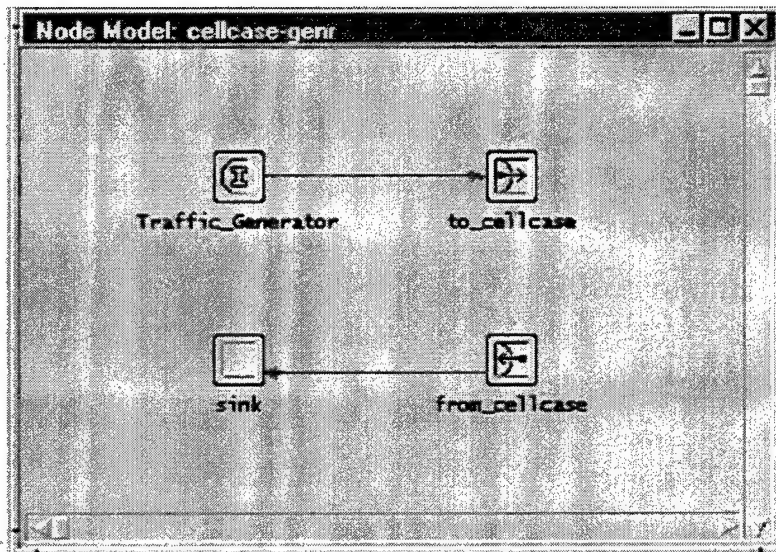 Node Model: cellcase-genr
Traffic_Generator
to_cellcase
sink
from_cellcase